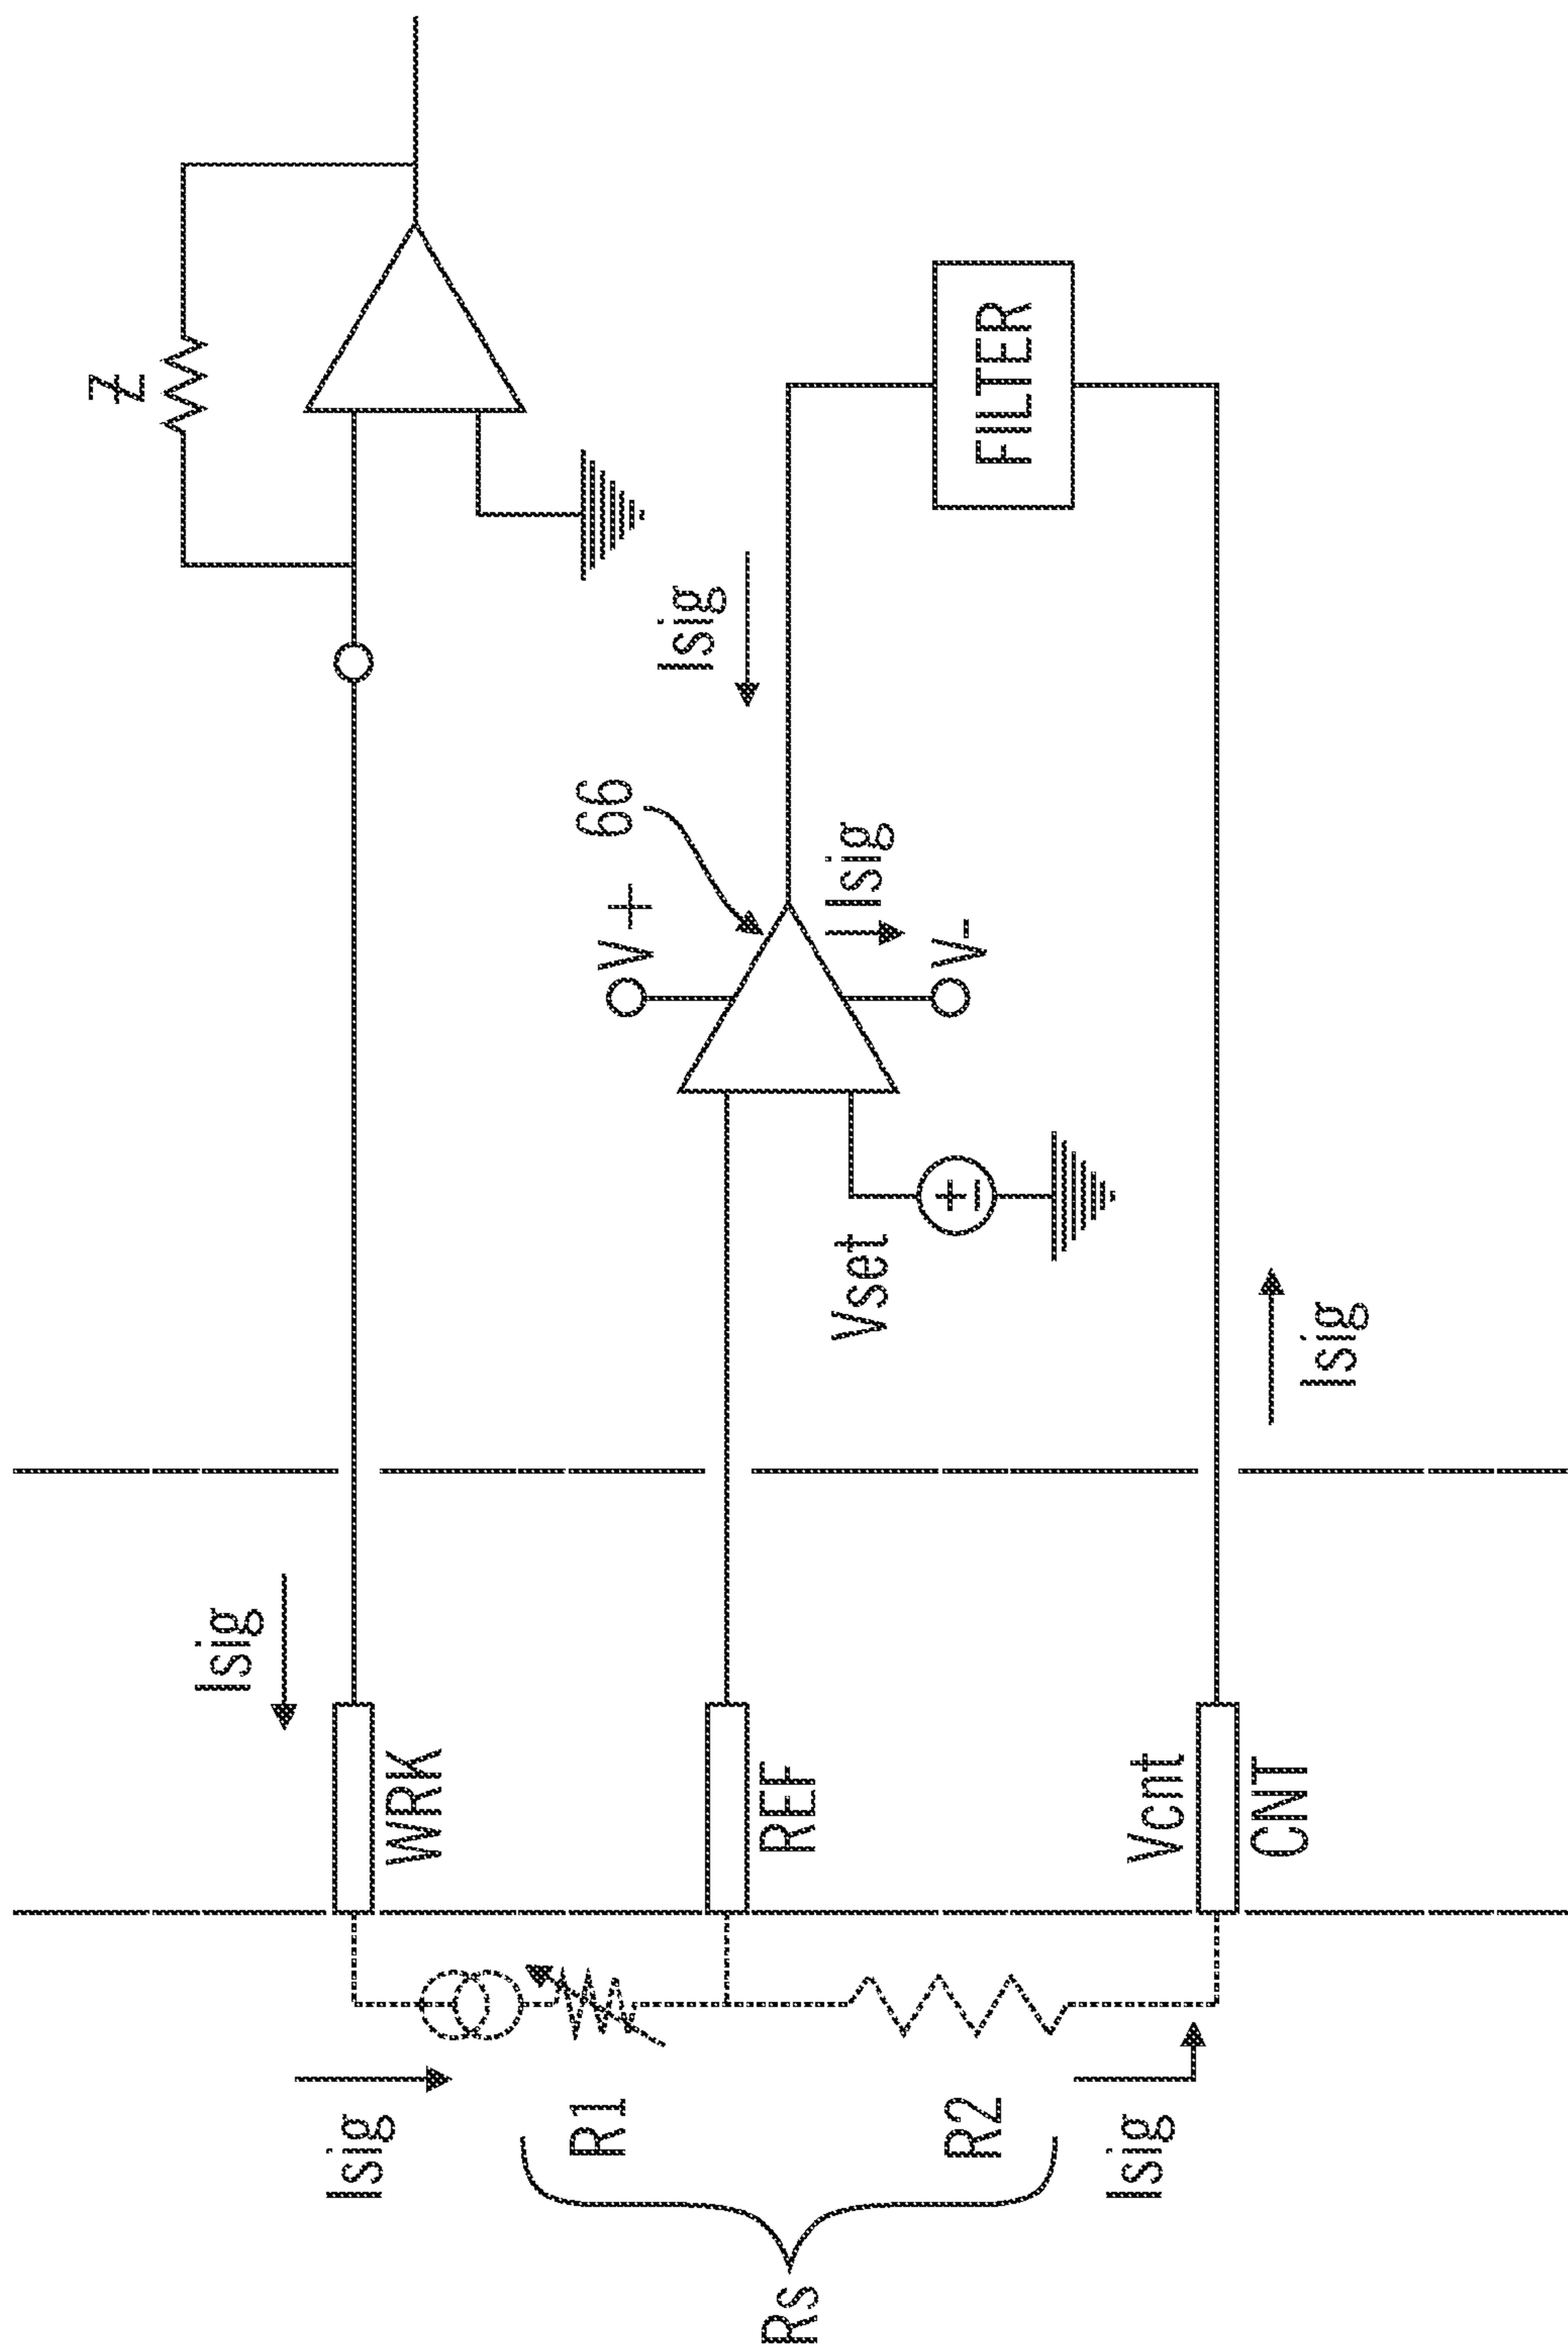 Z
Isig
WRK
66
V+
Isig
Isig
V-
FILTER
REF
Vset
Vcnt
CNT
Isig
Isig
R1
R2
Isig
Rs